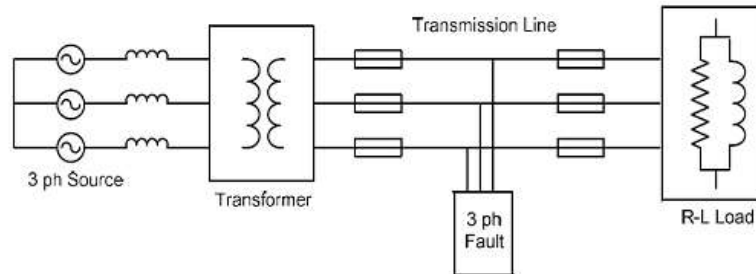 Transmission Line
3 ph Source
Transformer
3 ph
Fault
R-L Load